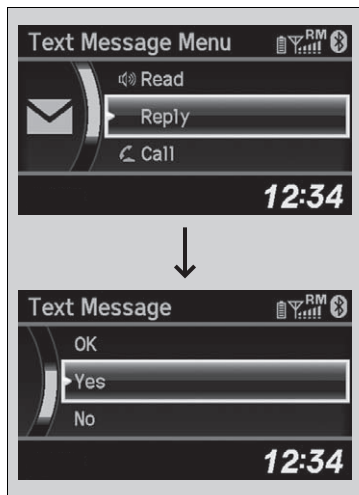 Text Message Menu RM
Read
Reply
Call
12:34
Text Message RM
OK
Yes
No
12:34